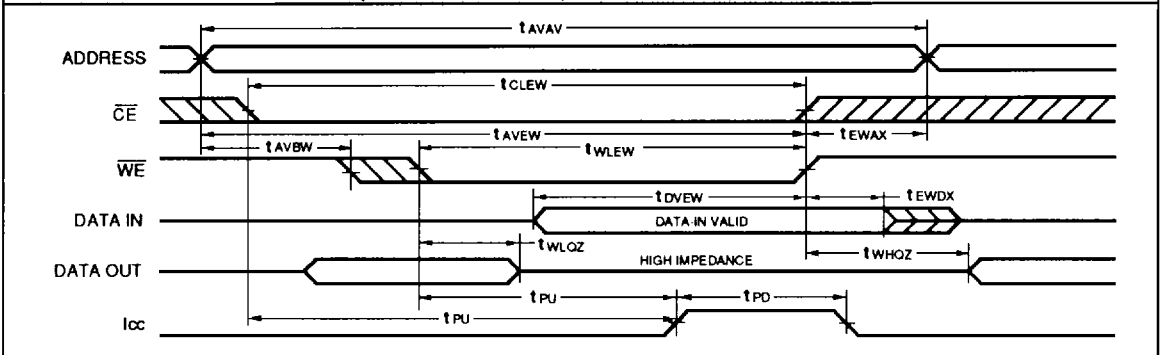 tAVAV
ADDRESS
tCLEW
CE
tAVEW
tEWAX
tAVBW
tWLEW
WE
tDVEW
tEWDX
DATA IN
DATA-IN VALID
tWLQZ
tWHQZ
DATA OUT
HIGH IMPEDANCE
tPU
tPD
tPU
Icc